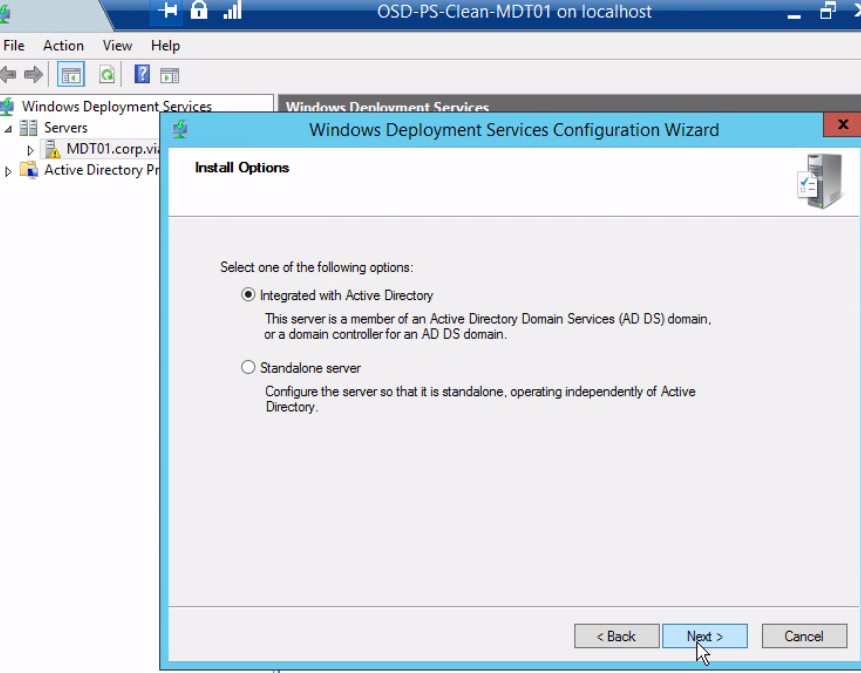 OSD-PS-Clean-MDT01 on localhost
File Action View Help
Windows Deployment Services
Windows Deployment Services
Servers
MDT01.corp.via
Active Directory Pr
Windows Deployment Services Configuration Wizard
x
Install Options
Select one of the following options:
Integrated with Active Directory
This server is a member of an Active Directory Domain Services (AD DS) domain,
or a domain controller for an AD DS domain.
Standalone server
Configure the server so that it is standalone, operating independently of Active
Directory.
< Back Next > Cancel